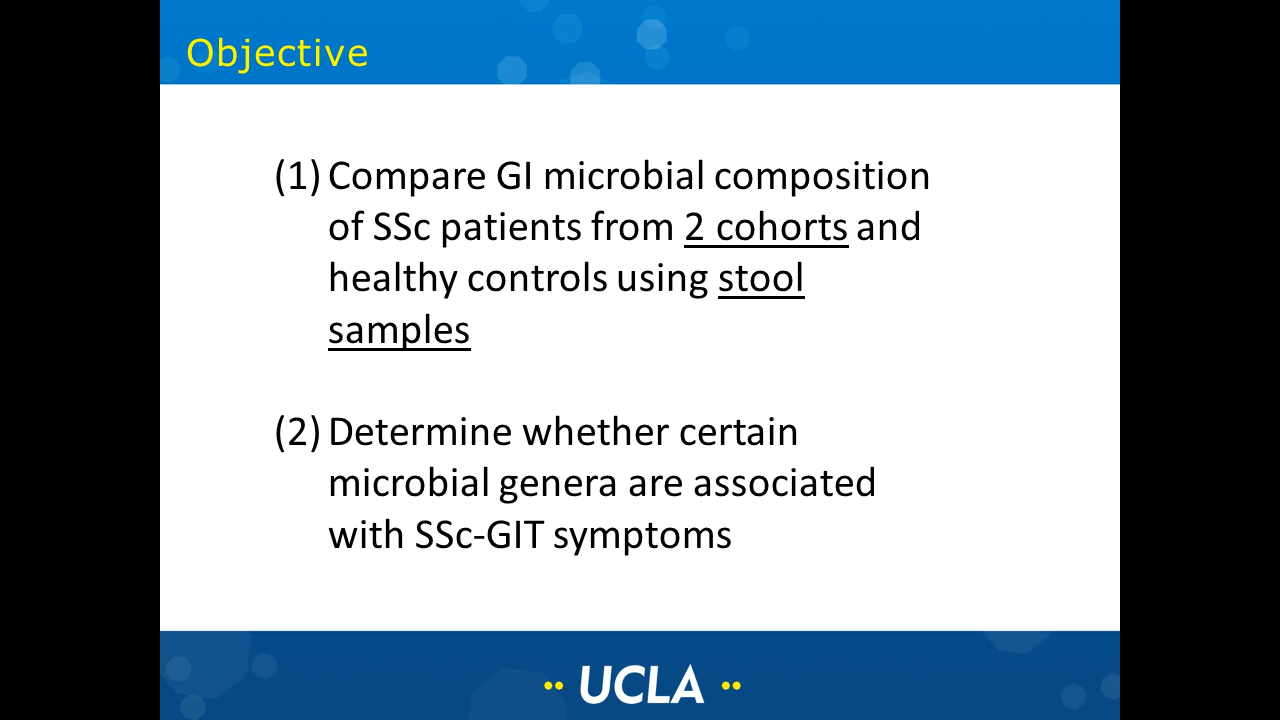 Objective
(1) Compare GI microbial composition
of SSc patients from 2 cohorts and
healthy controls using stool
samples
(2) Determine whether certain
microbial genera are associated
with SSc-GIT symptoms
UCLA